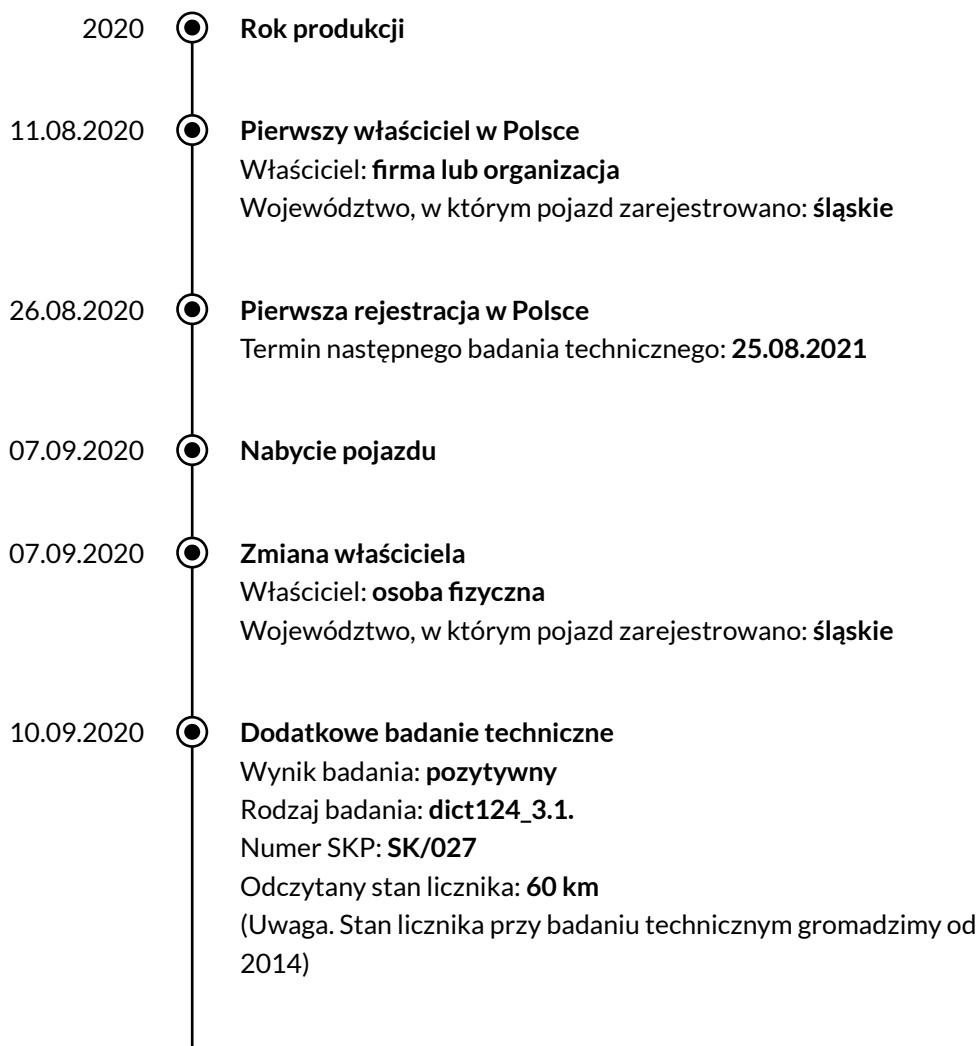 2020
Rok produkcji
11.08.2020
Pierwszy właściciel w Polsce
Właściciel: firma lub organizacja
Województwo, w którym pojazd zarejestrowano: śląskie
26.08.2020
Pierwsza rejestracja w Polsce
Termin następnego badania technicznego: 25.08.2021
07.09.2020
Nabycie pojazdu
07.09.2020
Zmiana właściciela
Właściciel: osoba fizyczna
Województwo, w którym pojazd zarejestrowano: śląskie
10.09.2020
Dodatkowe badanie techniczne
Wynik badania: pozytywny
Rodzaj badania: dict124_3.1.
Numer SKP: SK/027
Odczytany stan licznika: 60 km
(Uwaga. Stan licznika przy badaniu technicznym gromadzimy od
2014)